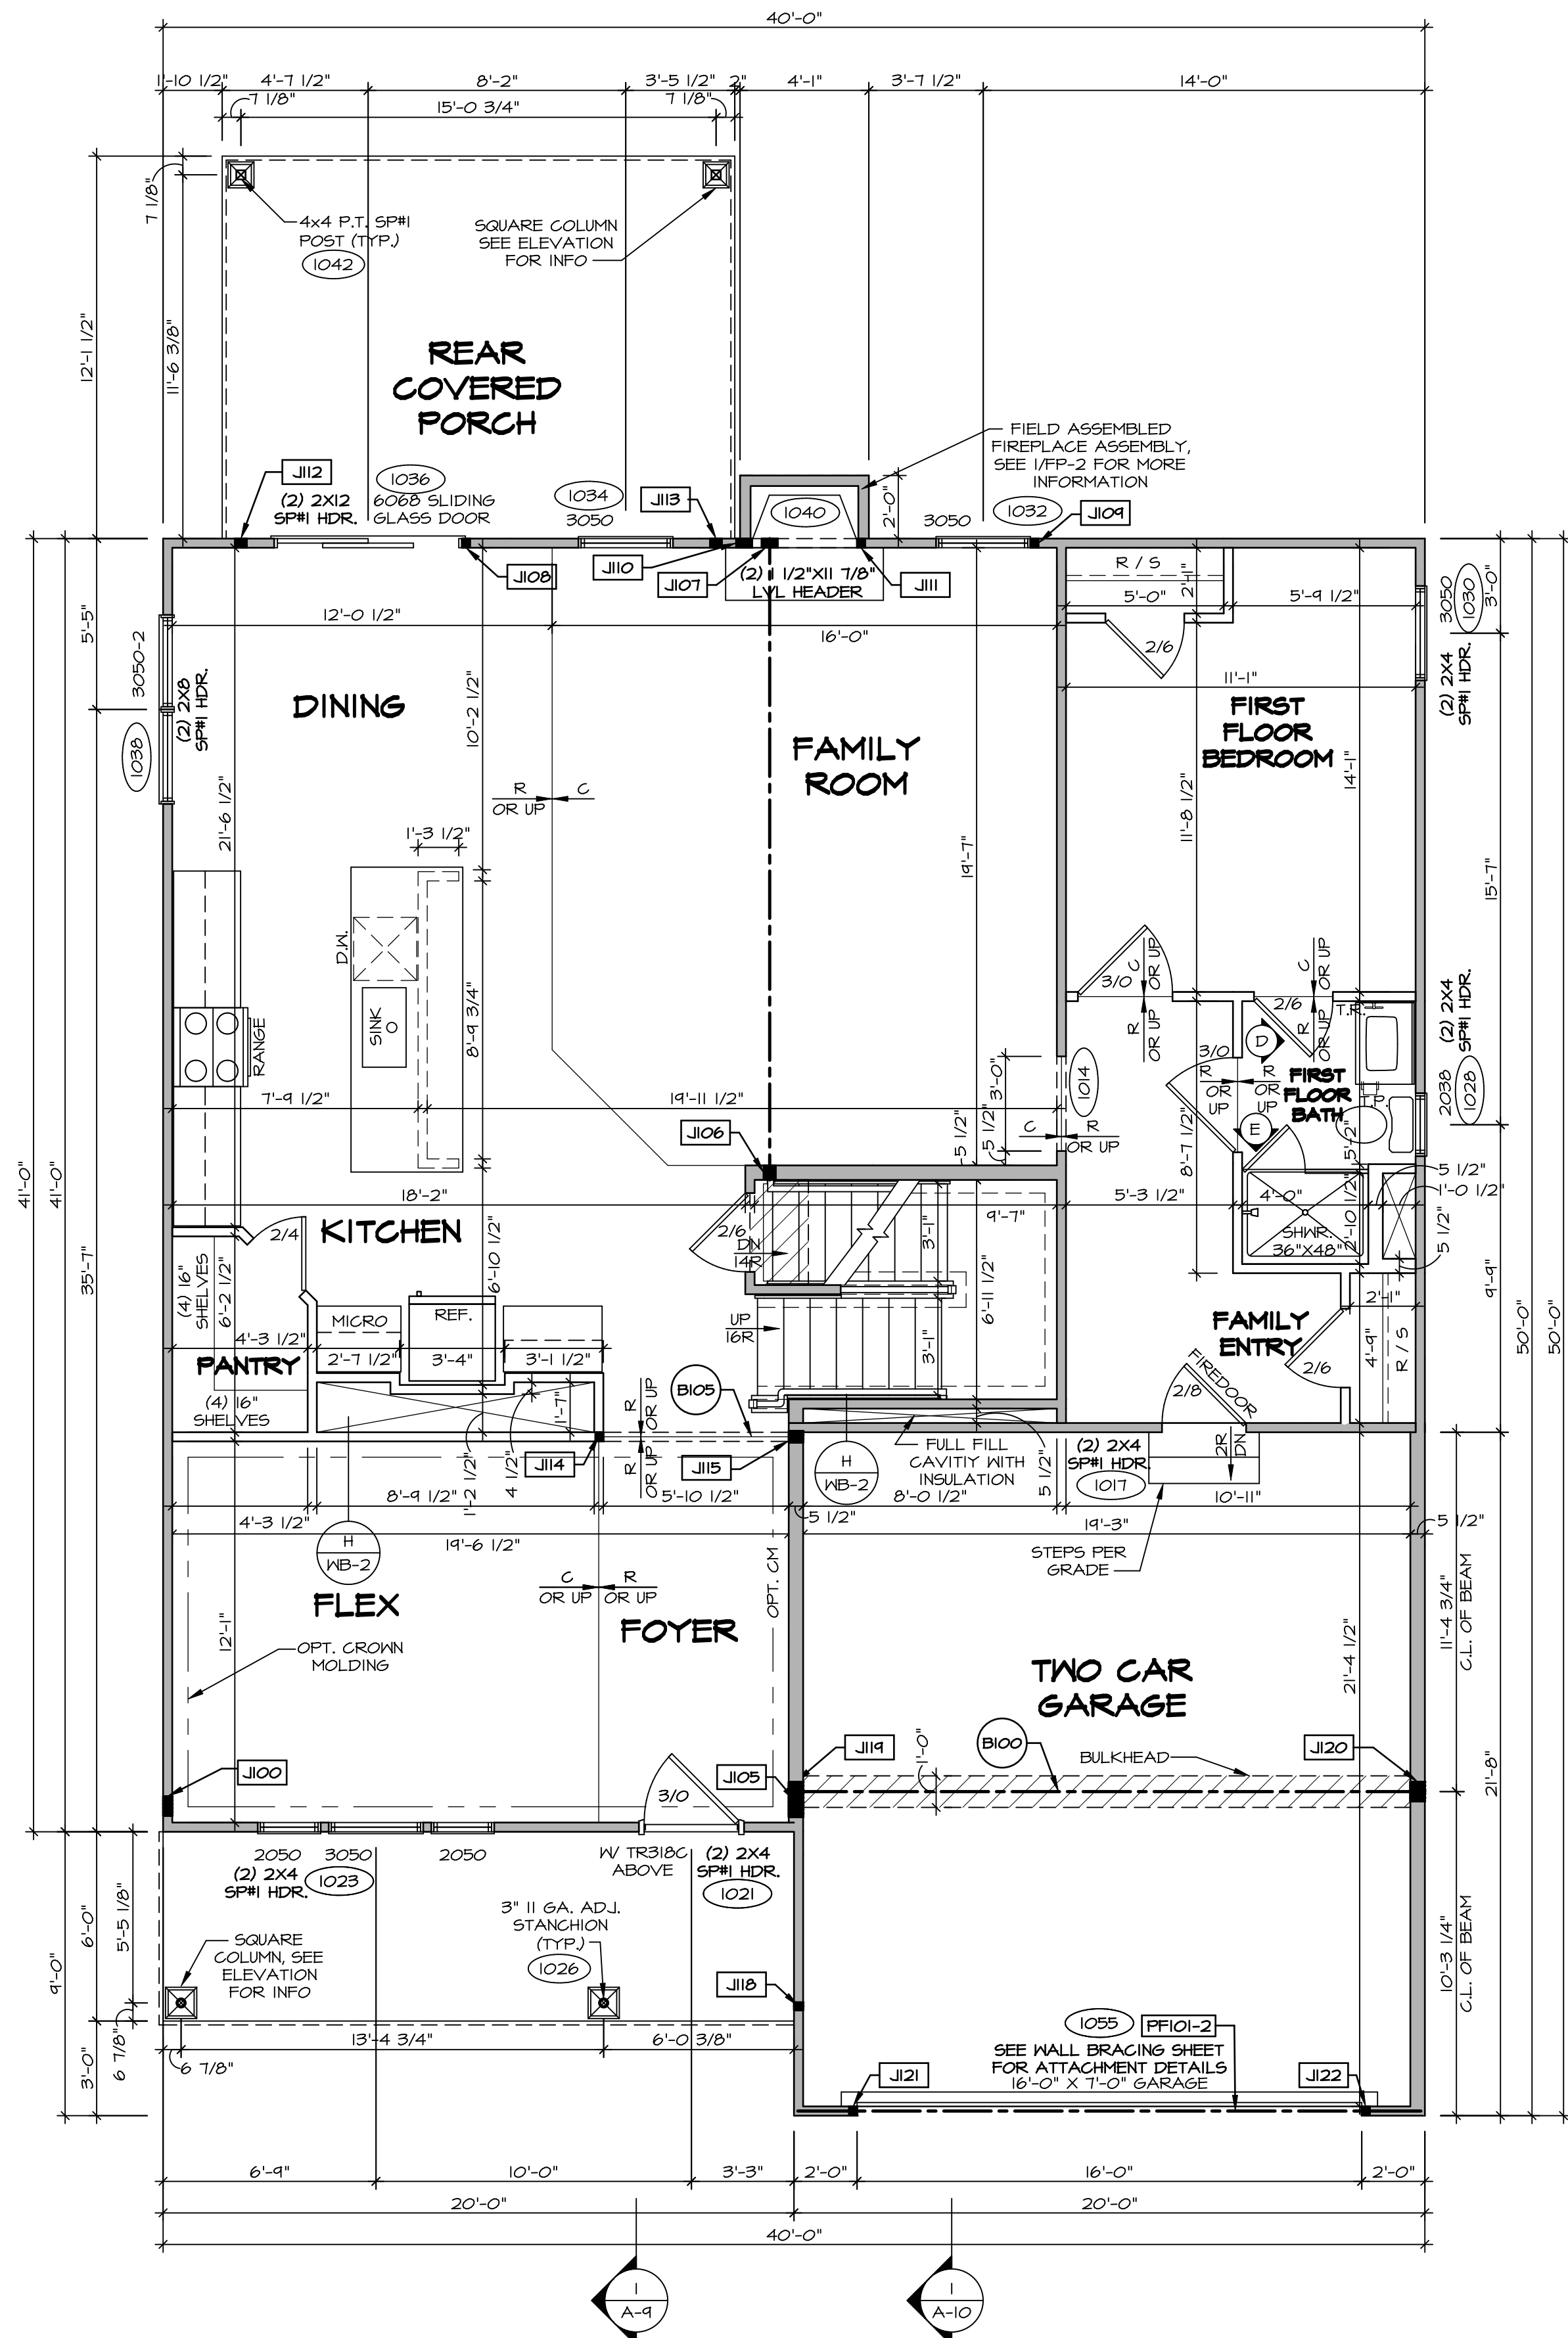 40'-0"
1'-10 1/2" 4'-7 1/2" 8'-2" 3'-5 1/2" 2" 4'-1" 3'-7 1/2" 14'-0"
7 1/8" 15'-0 3/4" 7 1/8"
7 1/8"
12'-1 1/2"
11'-6 3/8"
4x4 P.T. SP#1
POST (TYP.)
1042
SQUARE COLUMN
SEE ELEVATION
FOR INFO
REAR
COVERED
PORCH
FIELD ASSEMBLED
FIREPLACE ASSEMBLY,
SEE 1/FP-2 FOR MORE
INFORMATION
J112
(2) 2X12
SP#1 HDR.
1036
6068 SLIDING
GLASS DOOR
1034
3050
J113
1040
2'-0"
3050
1032
J109
J108
J110
J107
(2) 1 1/2"X11 7/8"
LVL HEADER
J111
R / S
2'-1"
5'-0"
5'-9 1/2"
3050
1030
3'-0"
(2) 2X4
SP#1 HDR.
5'-5"
3050-2
(2) 2X8
SP#1 HDR.
1038
12'-0 1/2"
16'-0"
2/6
11'-1"
DINING
10'-2 1/2"
FAMILY
ROOM
FIRST
FLOOR
BEDROOM
21'-6 1/2"
R
OR UP
C
11'-8 1/2"
14'-1"
1'-3 1/2"
19'-7"
15'-7"
D.W.
SINK
RANGE
8'-9 3/4"
3/0
C
OR UP
R
OR UP
C
OR UP
R
OR UP
2/6
T.R.
(2) 2X4
SP#1 HDR.
D
3/0
R
OR
UP
R
OR
UP
FIRST
FLOOR
BATH
T.P.
E
2038
1028
7'-9 1/2"
19'-11 1/2"
3'-0"
1014
5 1/2"
5 1/2"
C
R
OR UP
J106
8'-7 1/2"
5'-2"
5 1/2"
1'-0 1/2"
5 1/2"
41'-0"
41'-0"
35'-7"
18'-2"
9'-7"
5'-3 1/2"
4'-0"
2'-10 1/2"
SHWR.
36"X48"
KITCHEN
2/4
2/6
DN
14R
3'-1"
6'-10 1/2"
6'-11 1/2"
(4) 16"
SHELVES
6'-2 1/2"
MICRO
REF.
UP
16R
3'-1"
FAMILY
ENTRY
2'-1"
4'-9"
R / S
2/6
9'-9"
50'-0"
50'-0"
4'-3 1/2"
2'-7 1/2"
3'-4"
3'-1 1/2"
PANTRY
(4) 16"
SHELVES
1'-7"
B105
FIREDOOR
2/8
R
OR UP
R
OR UP
J114
J115
H
WB-2
FULL FILL
CAVITIY WITH
INSULATION
5 1/2"
(2) 2X4
SP#1 HDR.
1017
2R
DN
1'-2 1/2"
4 1/2"
8'-9 1/2"
5'-10 1/2"
8'-0 1/2"
10'-11"
4'-3 1/2"
19'-6 1/2"
5 1/2"
19'-3"
5 1/2"
H
WB-2
STEPS PER
GRADE
C
OR UP
R
OR UP
OPT. CM
FLEX
FOYER
12'-1"
OPT. CROWN
MOLDING
TWO CAR
GARAGE
21'-4 1/2"
11'-4 3/4"
C.L. OF BEAM
21'-8"
J119
1'-0"
B100
BULKHEAD
J120
J100
J105
3/0
2050 3050 2050
(2) 2X4
SP#1 HDR.
1023
W/ TR318C
ABOVE
(2) 2X4
SP#1 HDR.
1021
10'-3 1/4"
C.L. OF BEAM
9'-0"
6'-0"
5'-5 1/8"
SQUARE
COLUMN, SEE
ELEVATION
FOR INFO
3" 11 GA. ADJ.
STANCHION
(TYP.)
1026
J118
3'-0"
6 7/8"
13'-4 3/4"
6'-0 3/8"
6 7/8"
1055
PF101-2
SEE WALL BRACING SHEET
FOR ATTACHMENT DETAILS
16'-0" X 7'-0" GARAGE
J121
J122
6'-9" 10'-0" 3'-3" 2'-0" 16'-0" 2'-0"
20'-0" 20'-0"
40'-0"
1
A-9
1
A-10